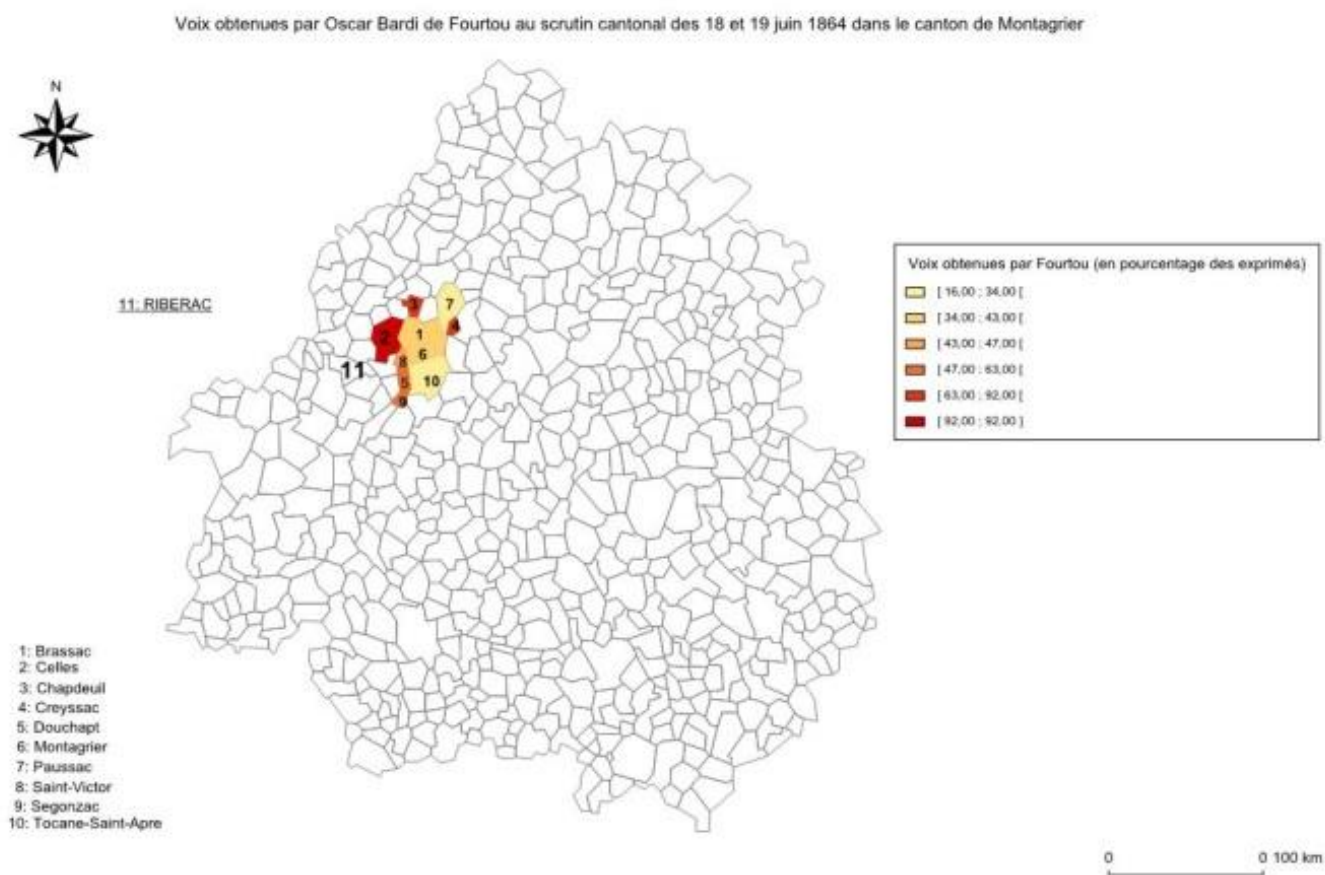 Voix obtenues par Oscar Bardi de Fourtou au scrutin cantonal des 18 et 19 juin 1864 dans le canton de Montagrier
N
11: RIBERAC
Voix obtenues par Fourtou (en pourcentage des exprimés)
[ 16,00 ; 34,00 [
[ 34,00 ; 43,00 [
[ 43,00 ; 47,00 [
[ 47,00 ; 63,00 [
[ 63,00 ; 92,00 [
[ 92,00 ; 92,00 ]
3
7
4
2
1
6
8
11
5
10
9
1: Brassac
2: Celles
3: Chapdeuil
4: Creyssac
5: Douchapt
6: Montagrier
7: Paussac
8: Saint-Victor
9: Segonzac
10: Tocane-Saint-Apre
0 0 100 km